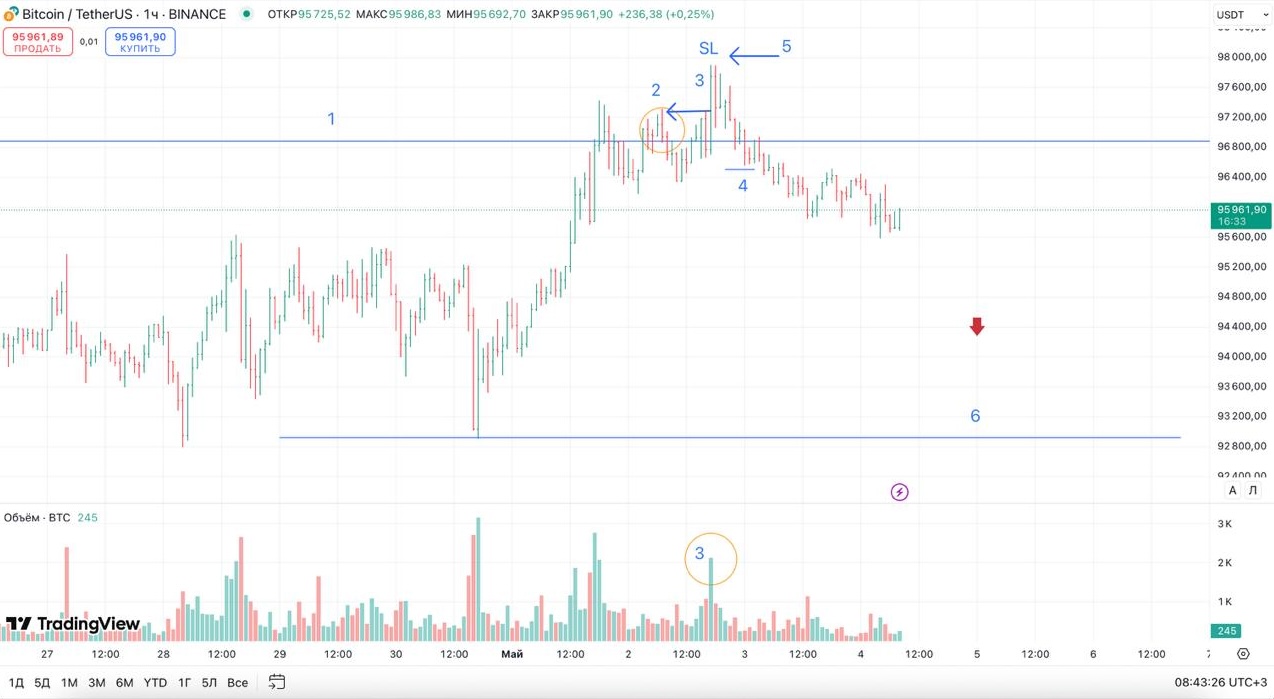 Bitcoin / TetherUS · 1ч · BINANCE ОТКР95 725,52 МАКС95 986,83 МИН95 692,70 ЗАКР95 961,90 +236,38 (+0,25%)
USDT
95 961,89
ПРОДАТЬ
0,01
95 961,90
КУПИТЬ
SL
5
3
2
1
4
6
98 000,00
97 600,00
97 200,00
96 800,00
96 400,00
95 961,90
16:33
95 600,00
95 200,00
94 800,00
94 400,00
94 000,00
93 600,00
93 200,00
92 800,00
92 400,00
А Л
Объём · BTC 245
3
3 K
2 K
1 K
245
TradingView
27 12:00 28 12:00 29 12:00 30 12:00 Май 12:00 2 12:00 3 12:00 4 12:00 5 12:00 6 12:00
1Д 5Д 1М 3М 6М YTD 1Г 5Л Все
08:43:26 UTC+3